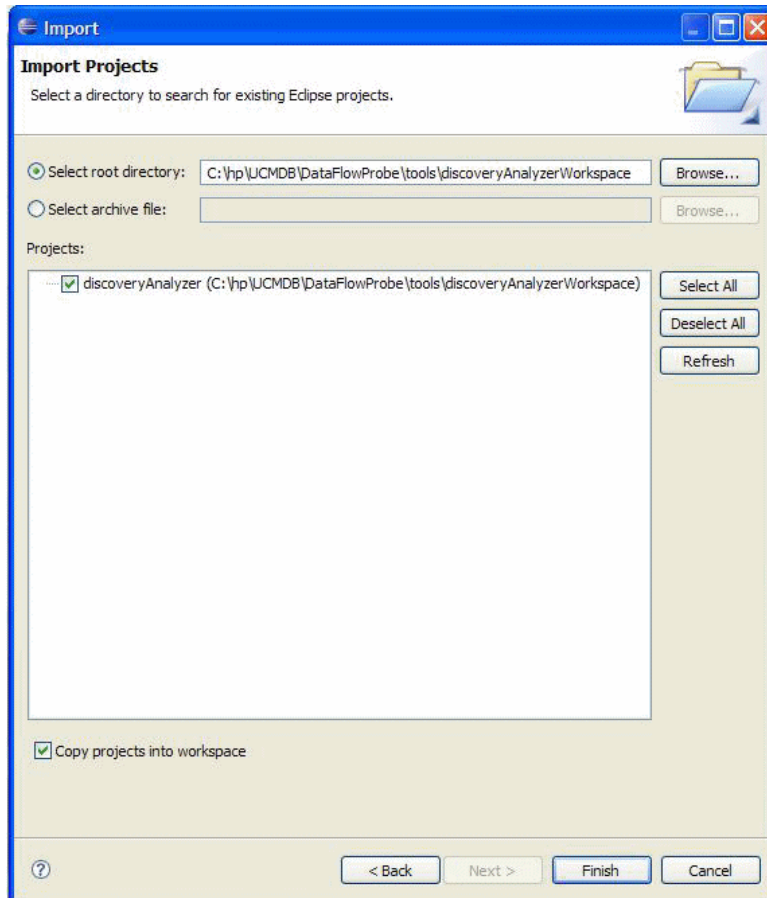 Import
Import Projects
Select a directory to search for existing Eclipse projects.
Select root directory: C:\hp\UCMDB\DataFlowProbe\tools\discoveryAnalyzerWorkspace Browse...
Select archive file: Browse...
Projects:
discoveryAnalyzer (C:\hp\UCMDB\DataFlowProbe\tools\discoveryAnalyzerWorkspace) Select All
Deselect All
Refresh
Copy projects into workspace
? < Back Next > Finish Cancel